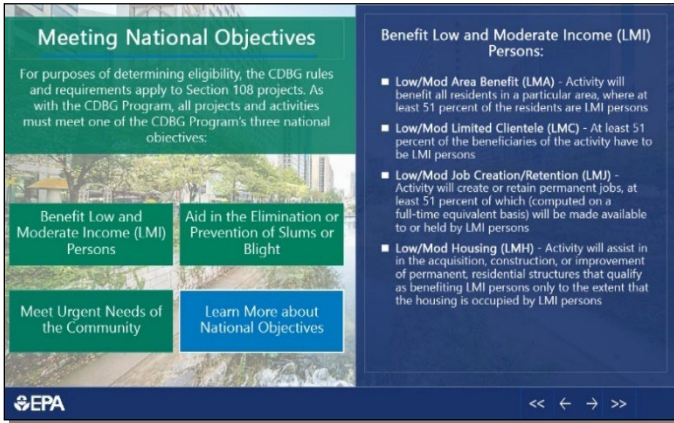 Meeting National Objectives
For purposes of determining eligibility, the CDBG rules
and requirements apply to Section 108 projects. As
with the CDBG Program, all projects and activities
must meet one of the CDBG Program's three national
objectives:
Benefit Low and
Moderate Income (LMI)
Persons
Aid in the Elimination or
Prevention of Slums or
Blight
Meet Urgent Needs of
the Community
Learn More about
National Objectives
Benefit Low and Moderate Income (LMI)
Persons:
■ Low/Mod Area Benefit (LMA) - Activity will
benefit all residents in a particular area, where at
least 51 percent of the residents are LMI persons
■ Low/Mod Limited Clientele (LMC) - At least 51
percent of the beneficiaries of the activity have to
be LMI persons
■ Low/Mod Job Creation/Retention (LMJ) -
Activity will create or retain permanent jobs, at
least 51 percent of which (computed on a
full-time equivalent basis) will be made available
to or held by LMI persons
■ Low/Mod Housing (LMH) - Activity will assist in
in the acquisition, construction, or improvement
of permanent, residential structures that qualify
as benefiting LMI persons only to the extent that
the housing is occupied by LMI persons
EPA
<< ← → >>